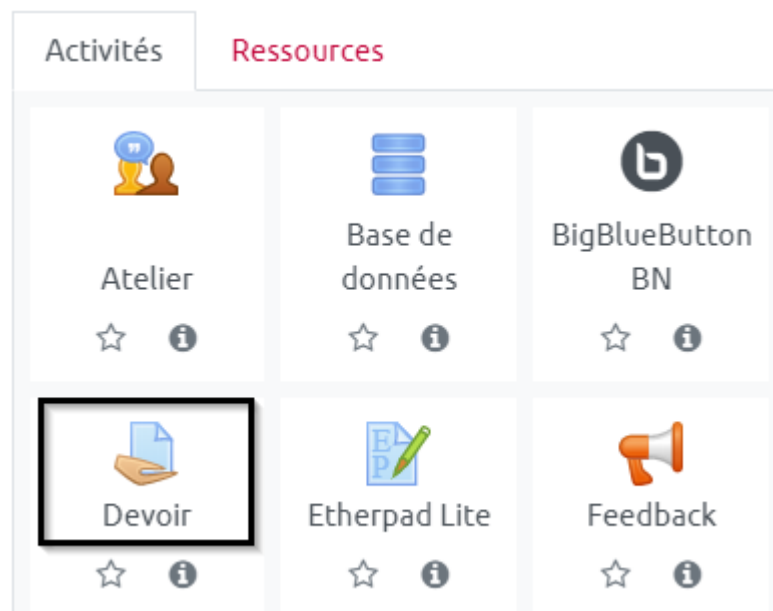 Activités
Ressources
Atelier
Base de
données
BigBlueButton
BN
Devoir
Etherpad Lite
Feedback